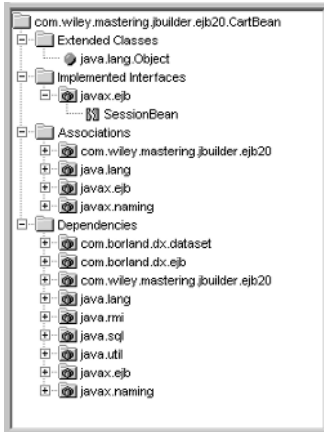 com.wiley.mastering.jbuilder.ejb20.CartBean
Extended Classes
java.lang.Object
Implemented Interfaces
javax.ejb
SessionBean
Associations
com.wiley.mastering.jbuilder.ejb20
java.lang
javax.ejb
javax.naming
Dependencies
com.borland.dx.dataset
com.borland.dx.ejb
com.wiley.mastering.jbuilder.ejb20
java.lang
java.rmi
java.sql
java.util
javax.ejb
javax.naming